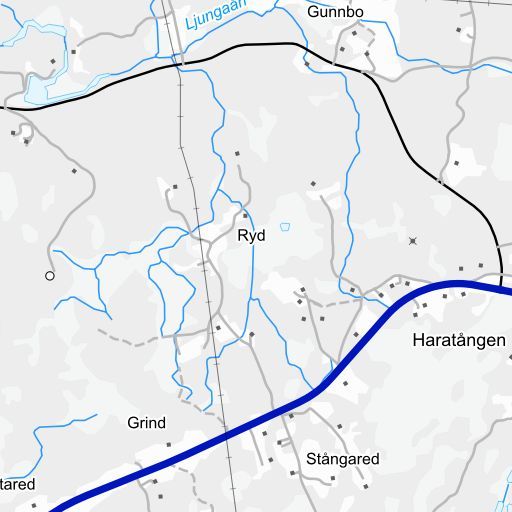 Ljungaån
Gunnbo
Ryd
Haratången
Grind
Stångared
tared